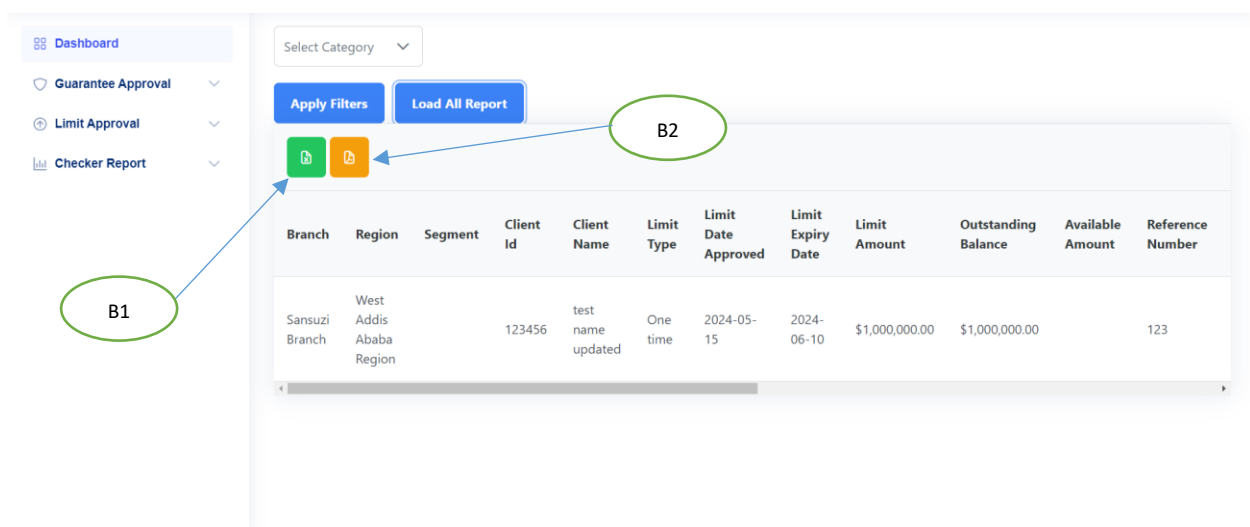 Dashboard
Guarantee Approval
Limit Approval
Checker Report
Select Category
Apply Filters
Load All Report
B2
B1
Branch
Region
Segment
Client
Id
Client
Name
Limit
Type
Limit
Date
Approved
Limit
Expiry
Date
Limit
Amount
Outstanding
Balance
Available
Amount
Reference
Number
Sansuzi
Branch
West
Addis
Ababa
Region
123456
test
name
updated
One
time
2024-05-
15
2024-
06-10
$1,000,000.00
$1,000,000.00
123